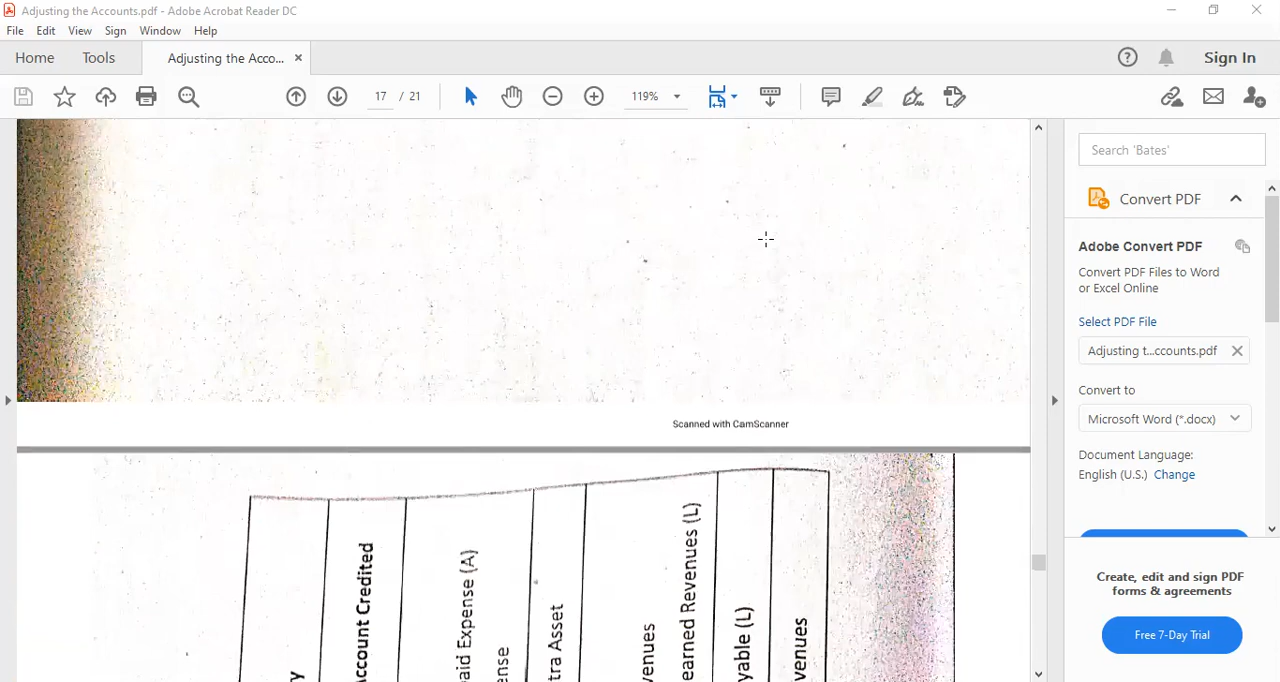 Adjusting the Accounts.pdf - Adobe Acrobat Reader DC
File Edit View Sign Window Help
Home Tools Adjusting the Acco... × Sign In
17 / 21 119%
Search 'Bates'
Convert PDF
Adobe Convert PDF
Convert PDF Files to Word
or Excel Online
Select PDF File
Adjusting t...ccounts.pdf
Convert to
Microsoft Word (*.docx)
Document Language:
English (U.S.) Change
Create, edit and sign PDF
forms & agreements
Free 7-Day Trial
Scanned with CamScanner
Account Credited
aid Expense (A)
ense
tra Asset
venues
earned Revenues (L)
yable (L)
venues